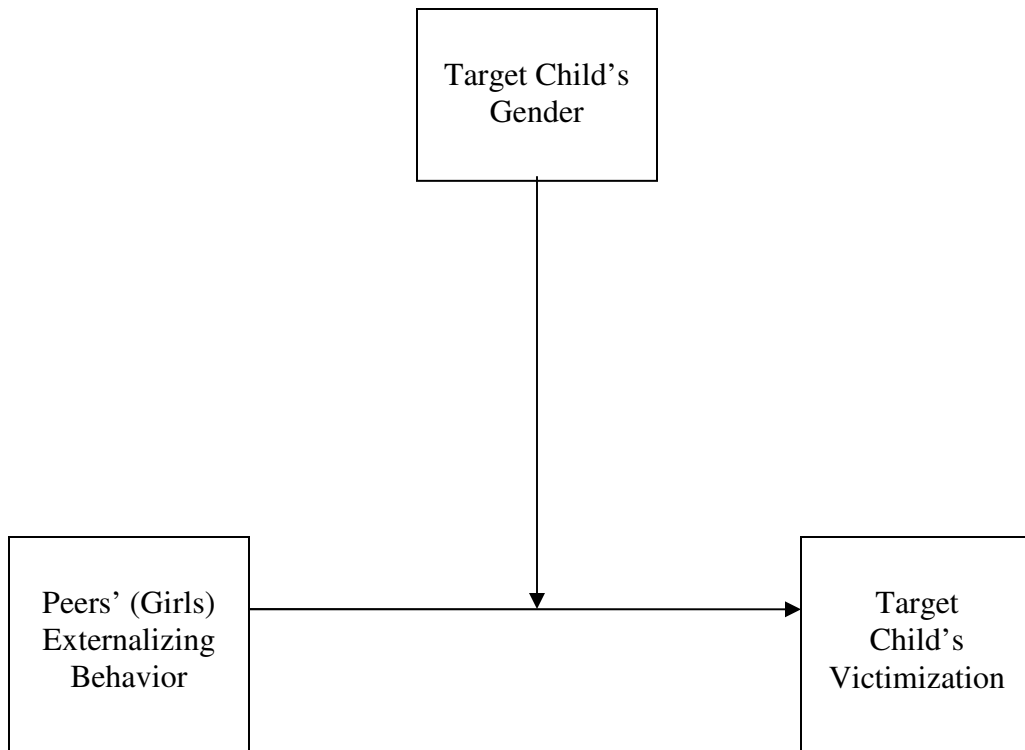 Target Child’s
Gender
Peers’ (Girls)
Externalizing
Behavior
Target
Child’s
Victimization